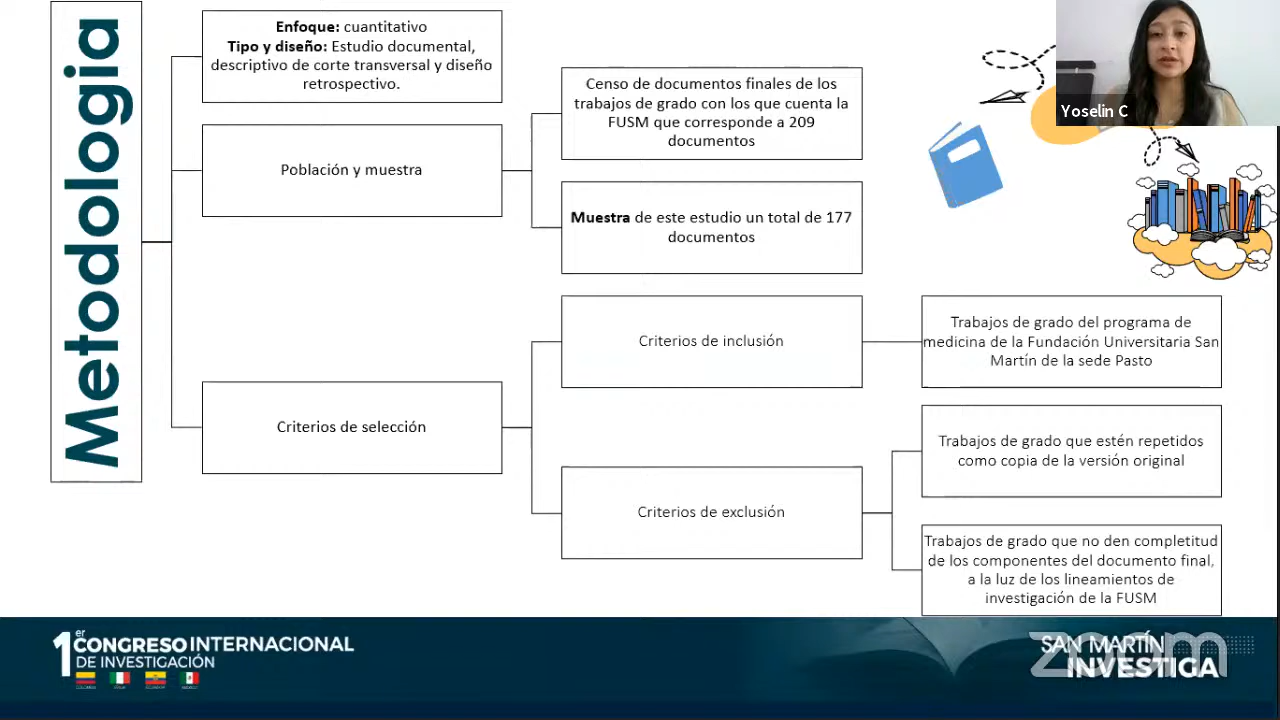 Metodologia
Enfoque: cuantitativo
Tipo y diseño: Estudio documental,
descriptivo de corte transversal y diseño
retrospectivo.
Población y muestra
Censo de documentos finales de los
trabajos de grado con los que cuenta la
FUSM que corresponde a 209
documentos
Muestra de este estudio un total de 177
documentos
Criterios de selección
Criterios de inclusión
Trabajos de grado del programa de
medicina de la Fundación Universitaria San
Martín de la sede Pasto
Criterios de exclusión
Trabajos de grado que estén repetidos
como copia de la versión original
Trabajos de grado que no den completitud
de los componentes del documento final,
a la luz de los lineamientos de
investigación de la FUSM
Yoselin C
1er CONGRESO INTERNACIONAL
DE INVESTIGACIÓN
SAN MARTÍN
INVESTIGA
zoom